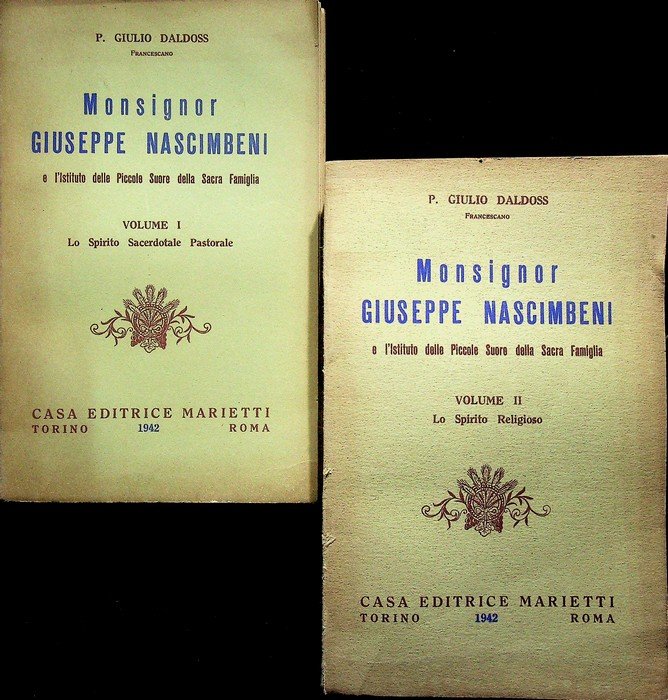 P. GIULIO DALDOSS
FRANCESCANO
Monsignor
GIUSEPPE NASCIMBENI
e l'Istituto delle Piccole Suore della Sacra Famiglia
VOLUME I
Lo Spirito Sacerdotale Pastorale
CASA EDITRICE MARIETTI
TORINO 1942 ROMA
P. GIULIO DALDOSS
FRANCESCANO
Monsignor
GIUSEPPE NASCIMBENI
e l'Istituto delle Piccole Suore della Sacra Famiglia
VOLUME II
Lo Spirito Religioso
CASA EDITRICE MARIETTI
TORINO 1942 ROMA